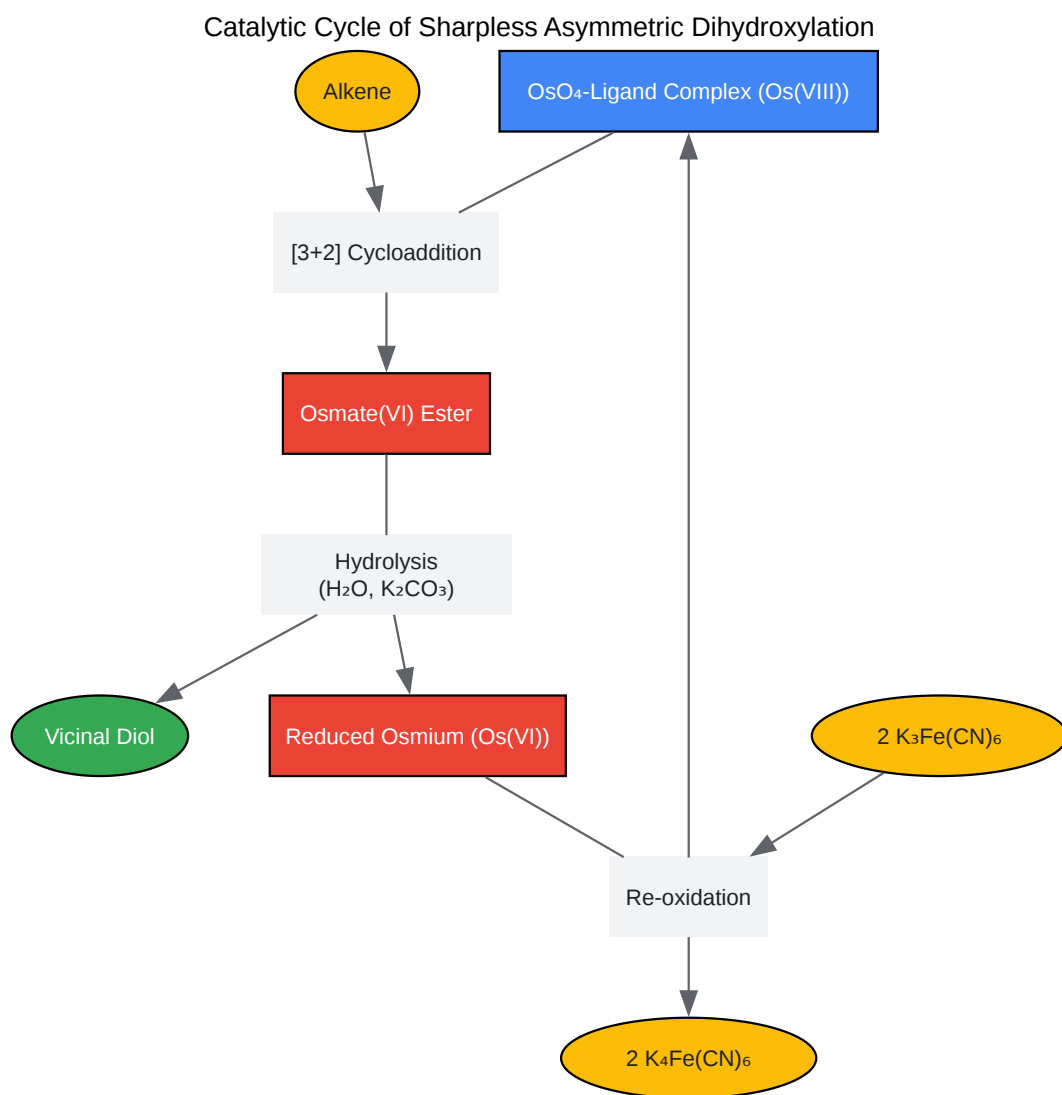 Catalytic Cycle of Sharpless Asymmetric Dihydroxylation
Alkene
OsO₄-Ligand Complex (Os(VIII))
[3+2] Cycloaddition
Osmate(VI) Ester
Hydrolysis
(H₂O, K₂CO₃)
Vicinal Diol
Reduced Osmium (Os(VI))
2 K₃Fe(CN)₆
Re-oxidation
2 K₄Fe(CN)₆